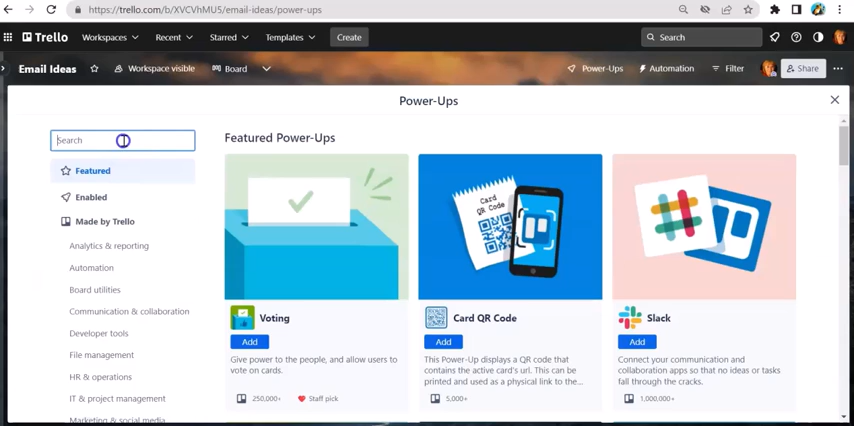 https://trello.com/b/XVCVhMU5/email-ideas/power-ups
Trello Workspaces Recent Starred Templates Create Search
Email Ideas Workspace visible Board Power-Ups Automation Filter Share
Power-Ups
Search
Featured Power-Ups
Featured
Enabled
Made by Trello
Analytics & reporting
Automation
Board utilities
Communication & collaboration
Developer tools
File management
HR & operations
IT & project management
Marketing & social media
Card
QR Code
Voting
Add
Give power to the people, and allow users to
vote on cards.
250,000+ Staff pick
Card QR Code
Add
This Power-Up displays a QR code that
contains the active card's url. This can be
printed and used as a physical link to the...
5,000+
Slack
Add
Connect your communication and
collaboration apps so that no ideas or tasks
fall through the cracks.
1,000,000+